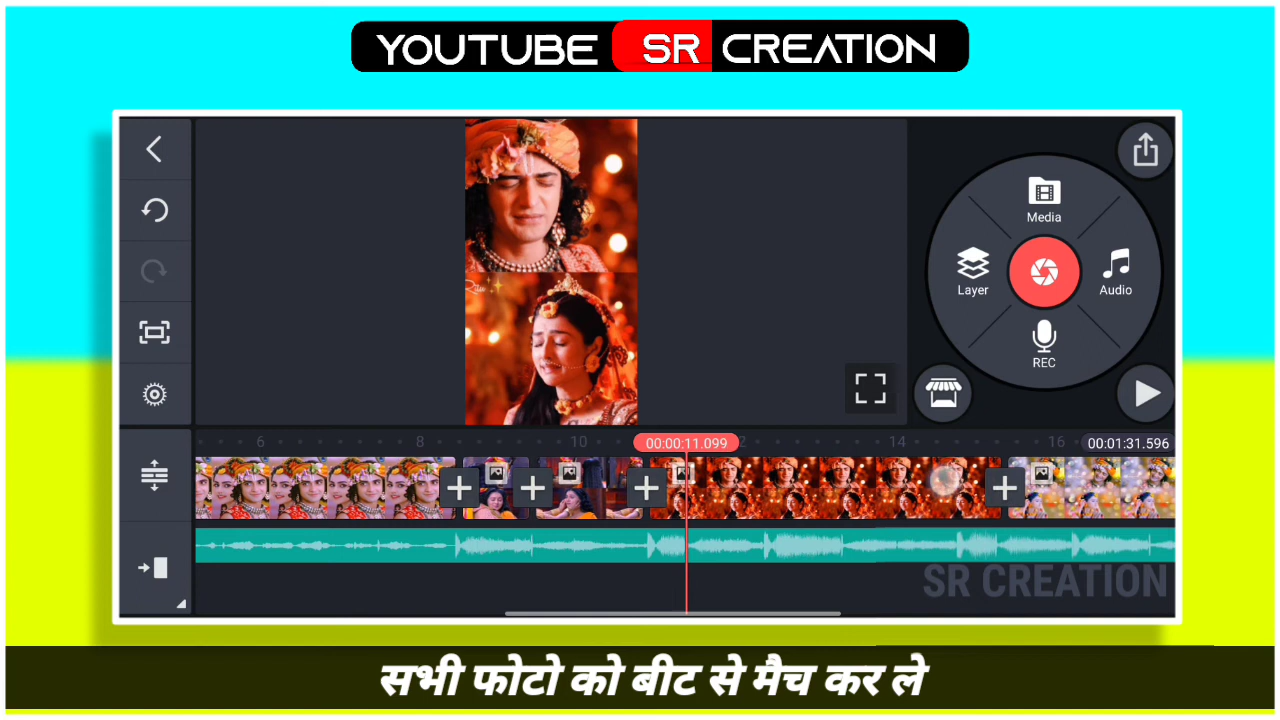 YOUTUBE SR CREATION
Media
Layer
Audio
REC
6 8 10 00:00:11.099 2 14 16 00:01:31.596
SR CREATION
सभी फोटो को बीट से मैच कर ले